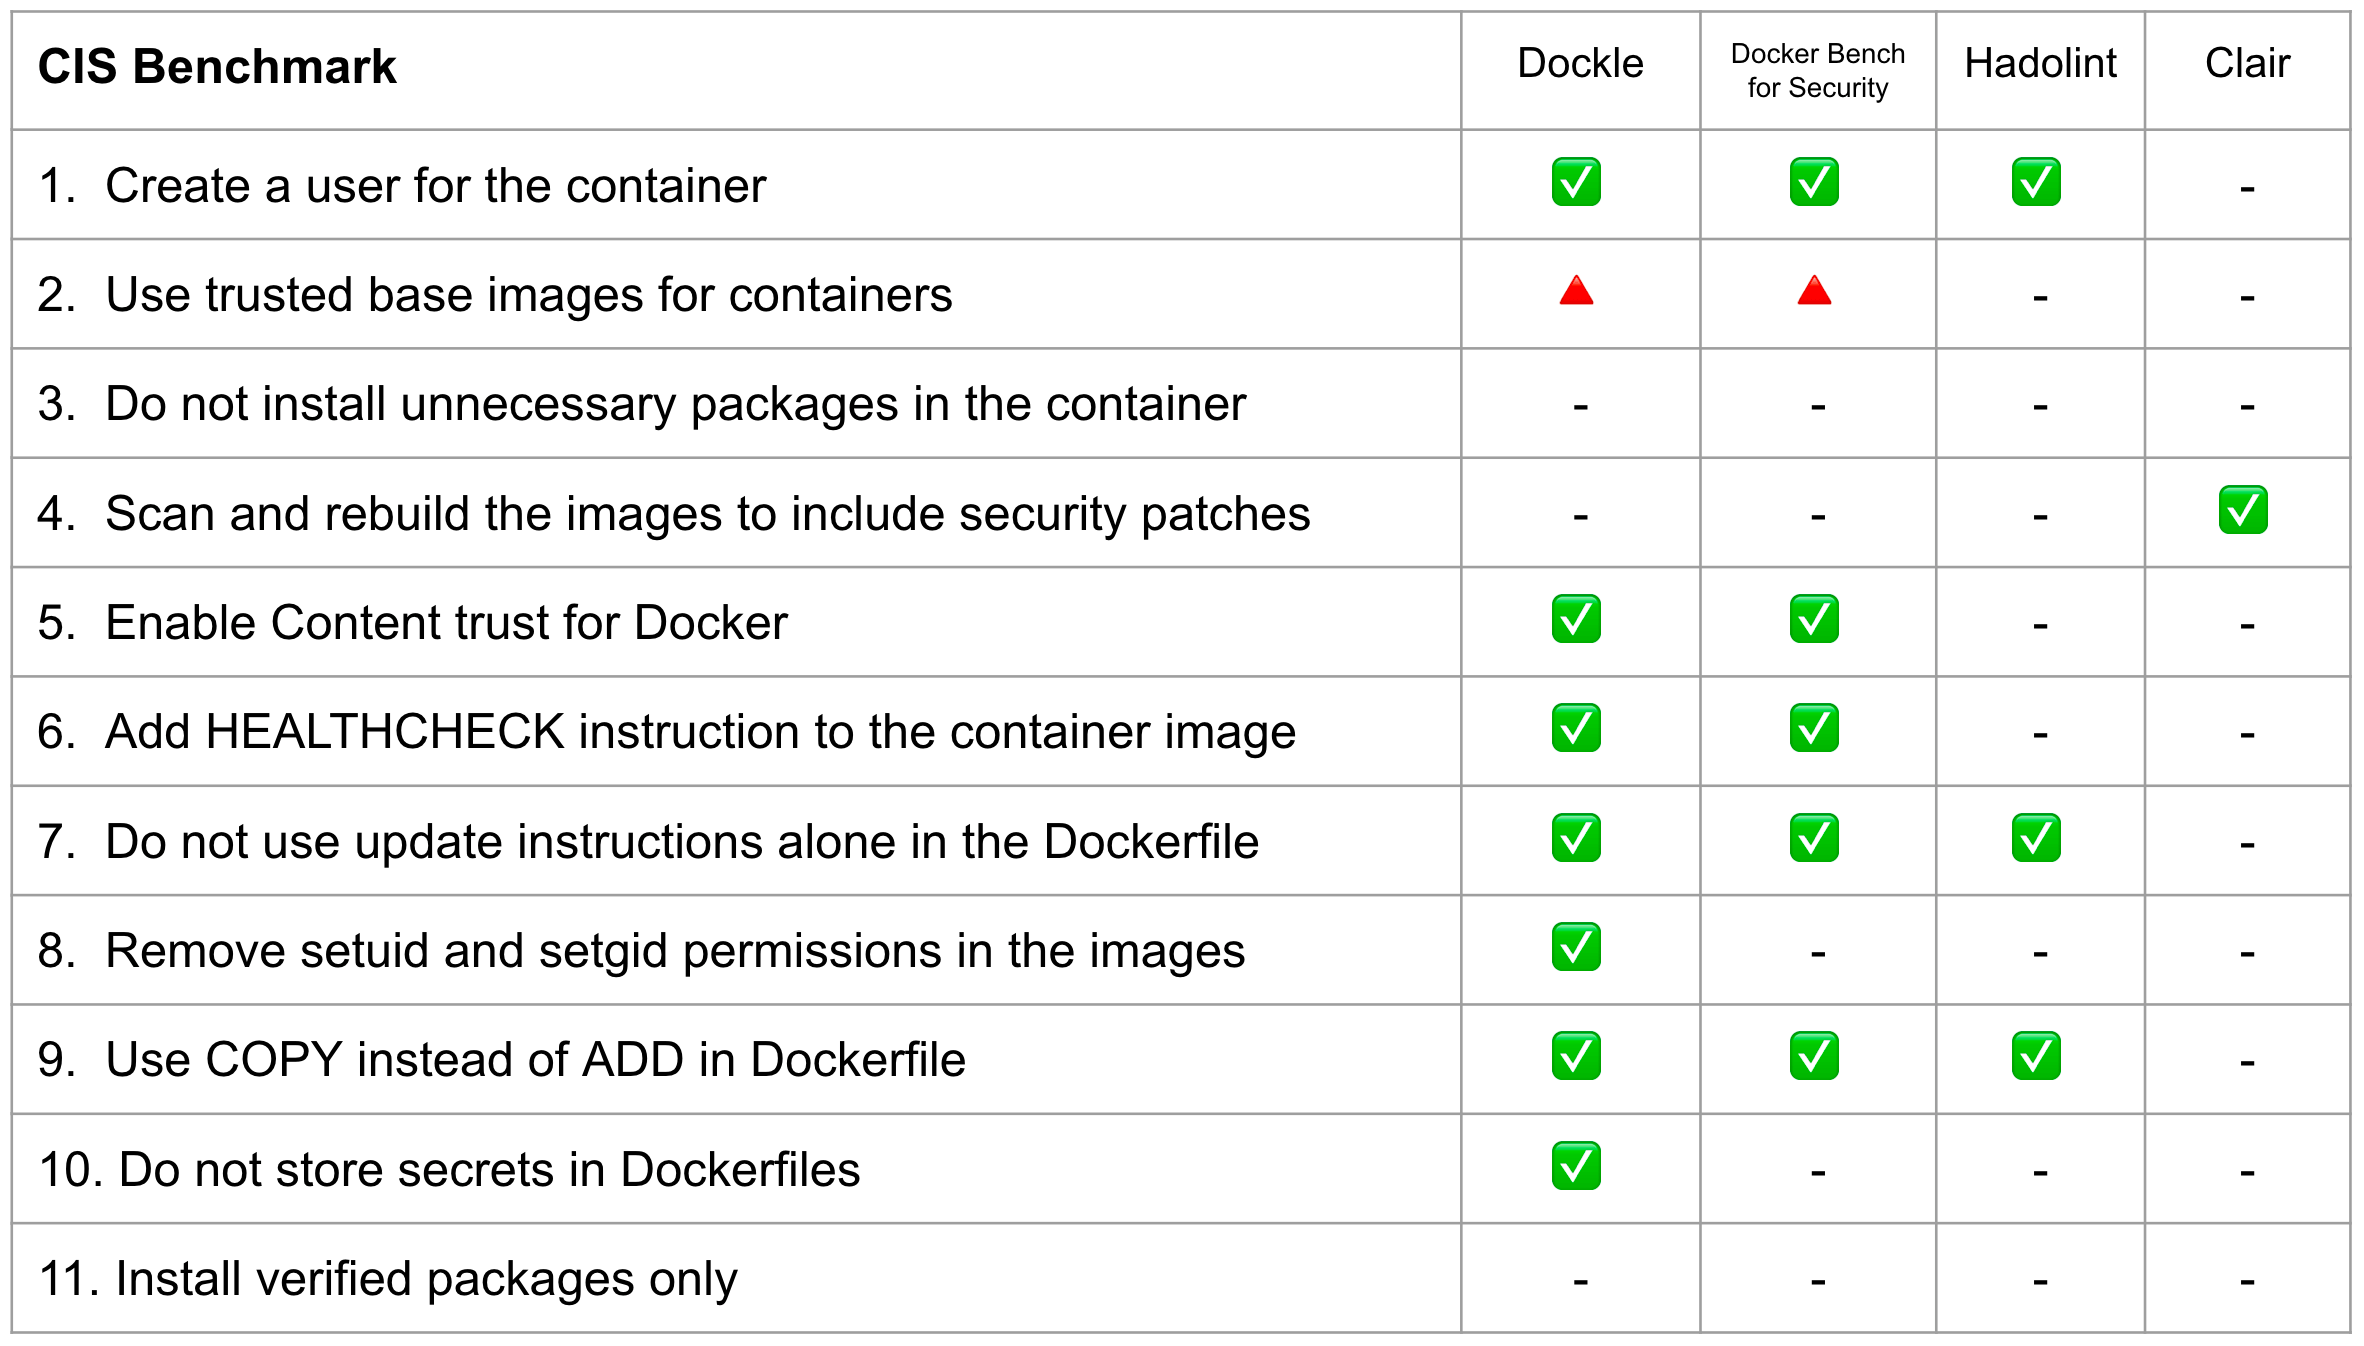 CIS Benchmark Dockle Docker Bench for Security Hadolint Clair
1. Create a user for the container ✅ ✅ ✅ -
2. Use trusted base images for containers 🔺 🔺 - -
3. Do not install unnecessary packages in the container - - - -
4. Scan and rebuild the images to include security patches - - - ✅
5. Enable Content trust for Docker ✅ ✅ - -
6. Add HEALTHCHECK instruction to the container image ✅ ✅ - -
7. Do not use update instructions alone in the Dockerfile ✅ ✅ ✅ -
8. Remove setuid and setgid permissions in the images ✅ - - -
9. Use COPY instead of ADD in Dockerfile ✅ ✅ ✅ -
10. Do not store secrets in Dockerfiles ✅ - - -
11. Install verified packages only - - - -